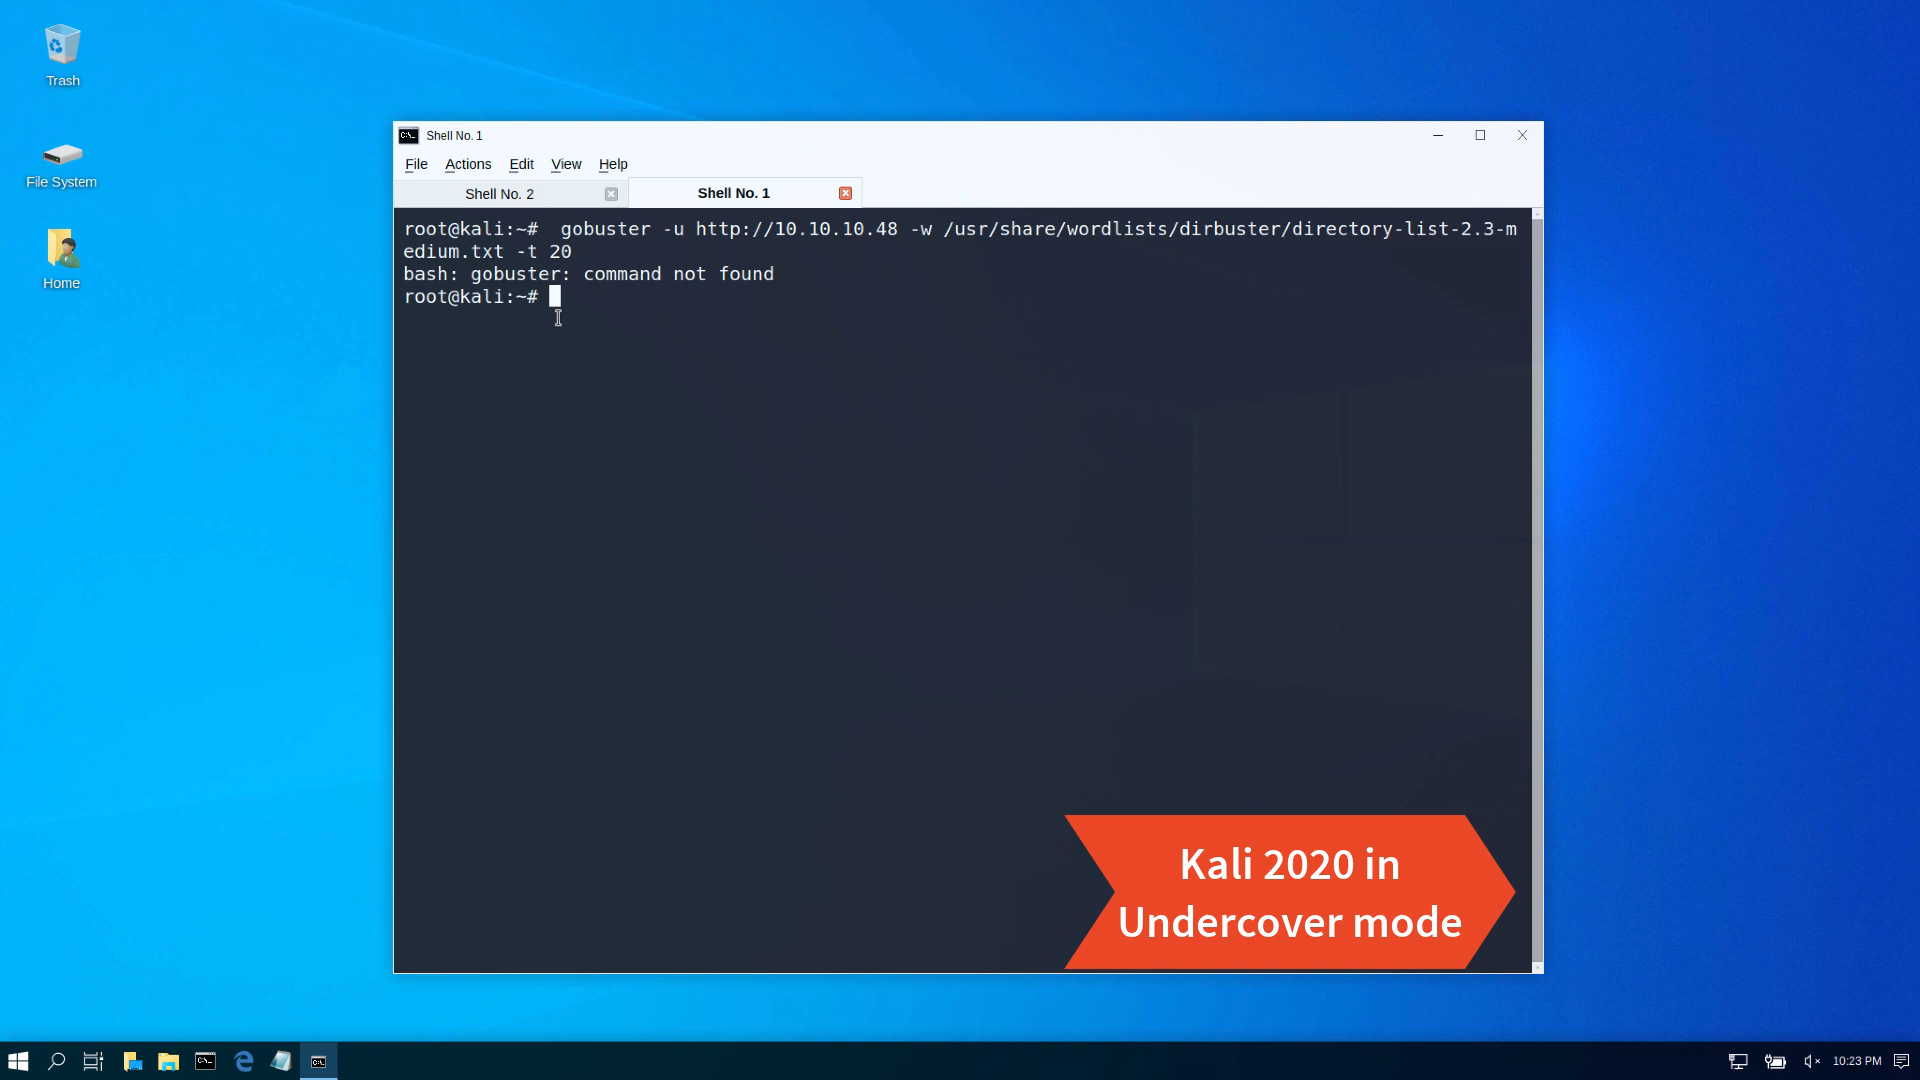 Trash
File System
Home
Shell No. 1
File Actions Edit View Help
Shell No. 2
Shell No. 1
root@kali:~#  gobuster -u http://10.10.10.48 -w /usr/share/wordlists/dirbuster/directory-list-2.3-m
edium.txt -t 20
bash: gobuster: command not found
root@kali:~#
Kali 2020 in
Undercover mode
10:23 PM